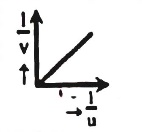 1/v ↑
→ 1/u